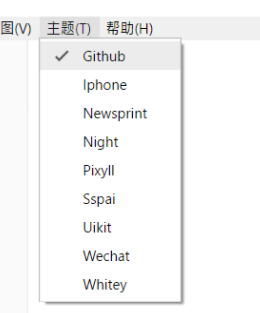 图(V) 主题(T) 帮助(H)
Github
Iphone
Newsprint
Night
Pixyll
Sspai
Uikit
Wechat
Whitey